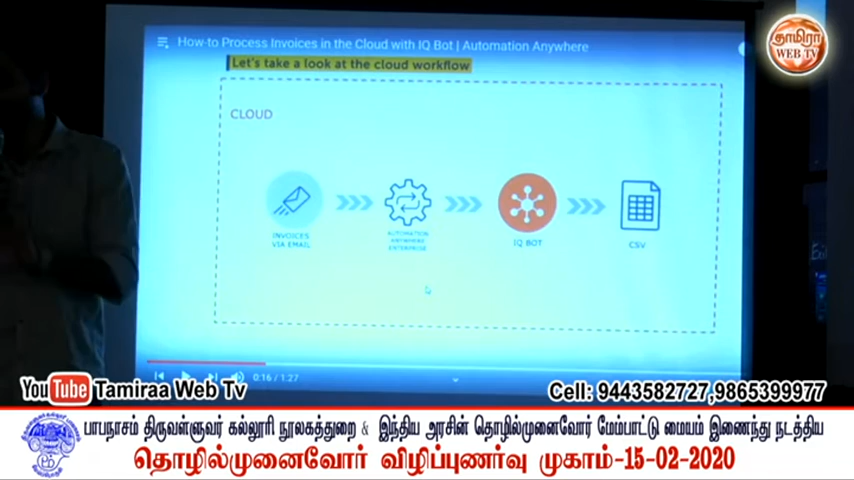 How-to Process Invoices in the Cloud with IQ Bot | Automation Anywhere
தாமிரா
WEB TV
Let's take a look at the cloud workflow
CLOUD
INVOICES
VIA EMAIL
AUTOMATION
ANYWHERE
ENTERPRISE
IQ BOT
CSV
0:16 / 1:27
YouTube Tamiraa Web Tv
Cell: 9443582727,9865399977
பாபநாசம் திருவள்ளுவர் கல்லூரி நூலகத்துறை & இந்திய அரசின் தொழில்முனைவோர் மேம்பாட்டு மையம் இணைந்து நடத்திய
தொழில்முனைவோர் விழிப்புணர்வு முகாம்-15-02-2020